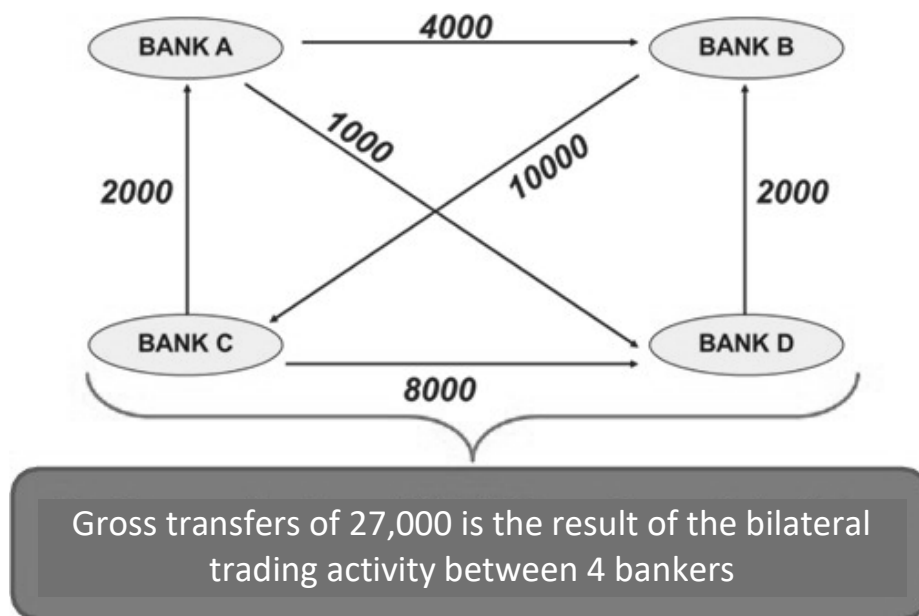 BANK A
4000
BANK B
1000
10000
2000
2000
BANK C
BANK D
8000
Gross transfers of 27,000 is the result of the bilateral
trading activity between 4 bankers